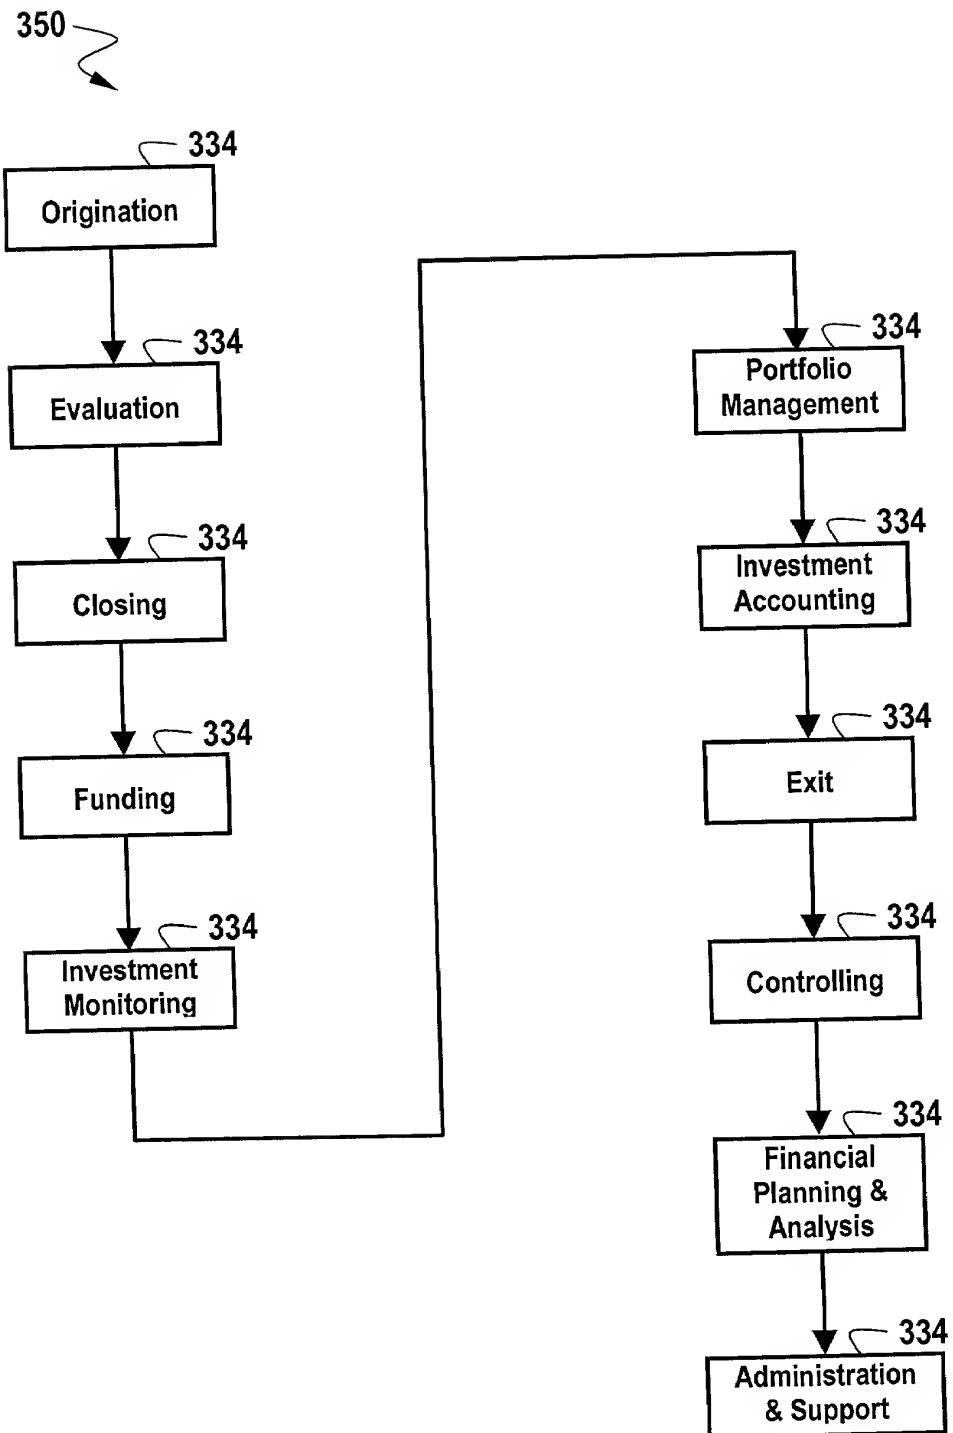 350
334
Origination
334
Evaluation
334
Closing
334
Funding
334
Investment
Monitoring
334
Portfolio
Management
334
Investment
Accounting
334
Exit
334
Controlling
334
Financial
Planning &
Analysis
334
Administration
& Support